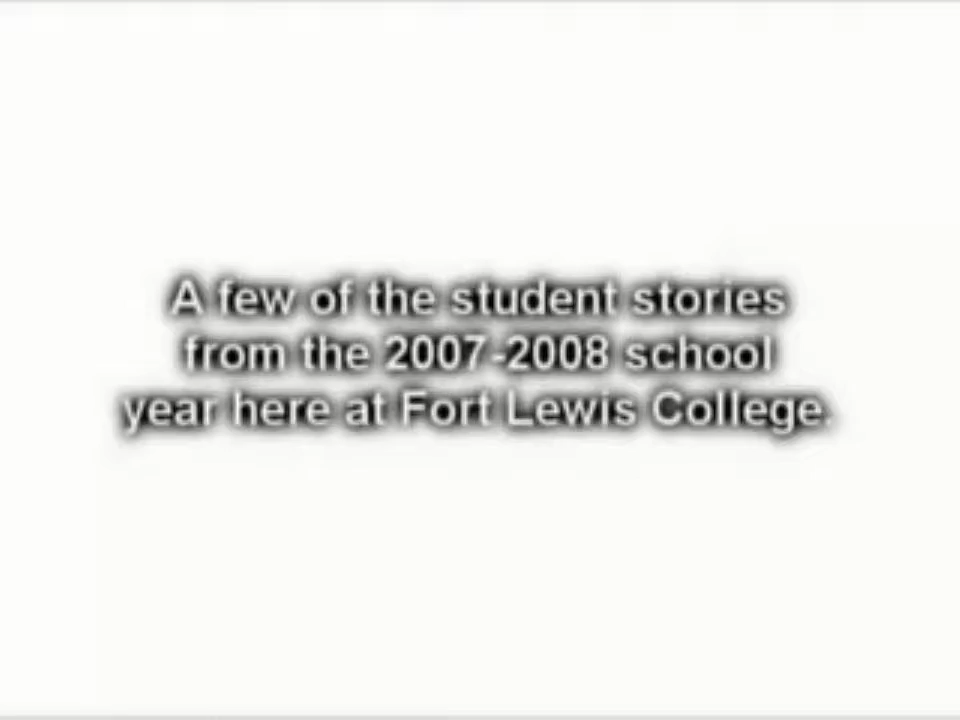 A few of the student stories
from the 2007-2008 school
year here at Fort Lewis College.